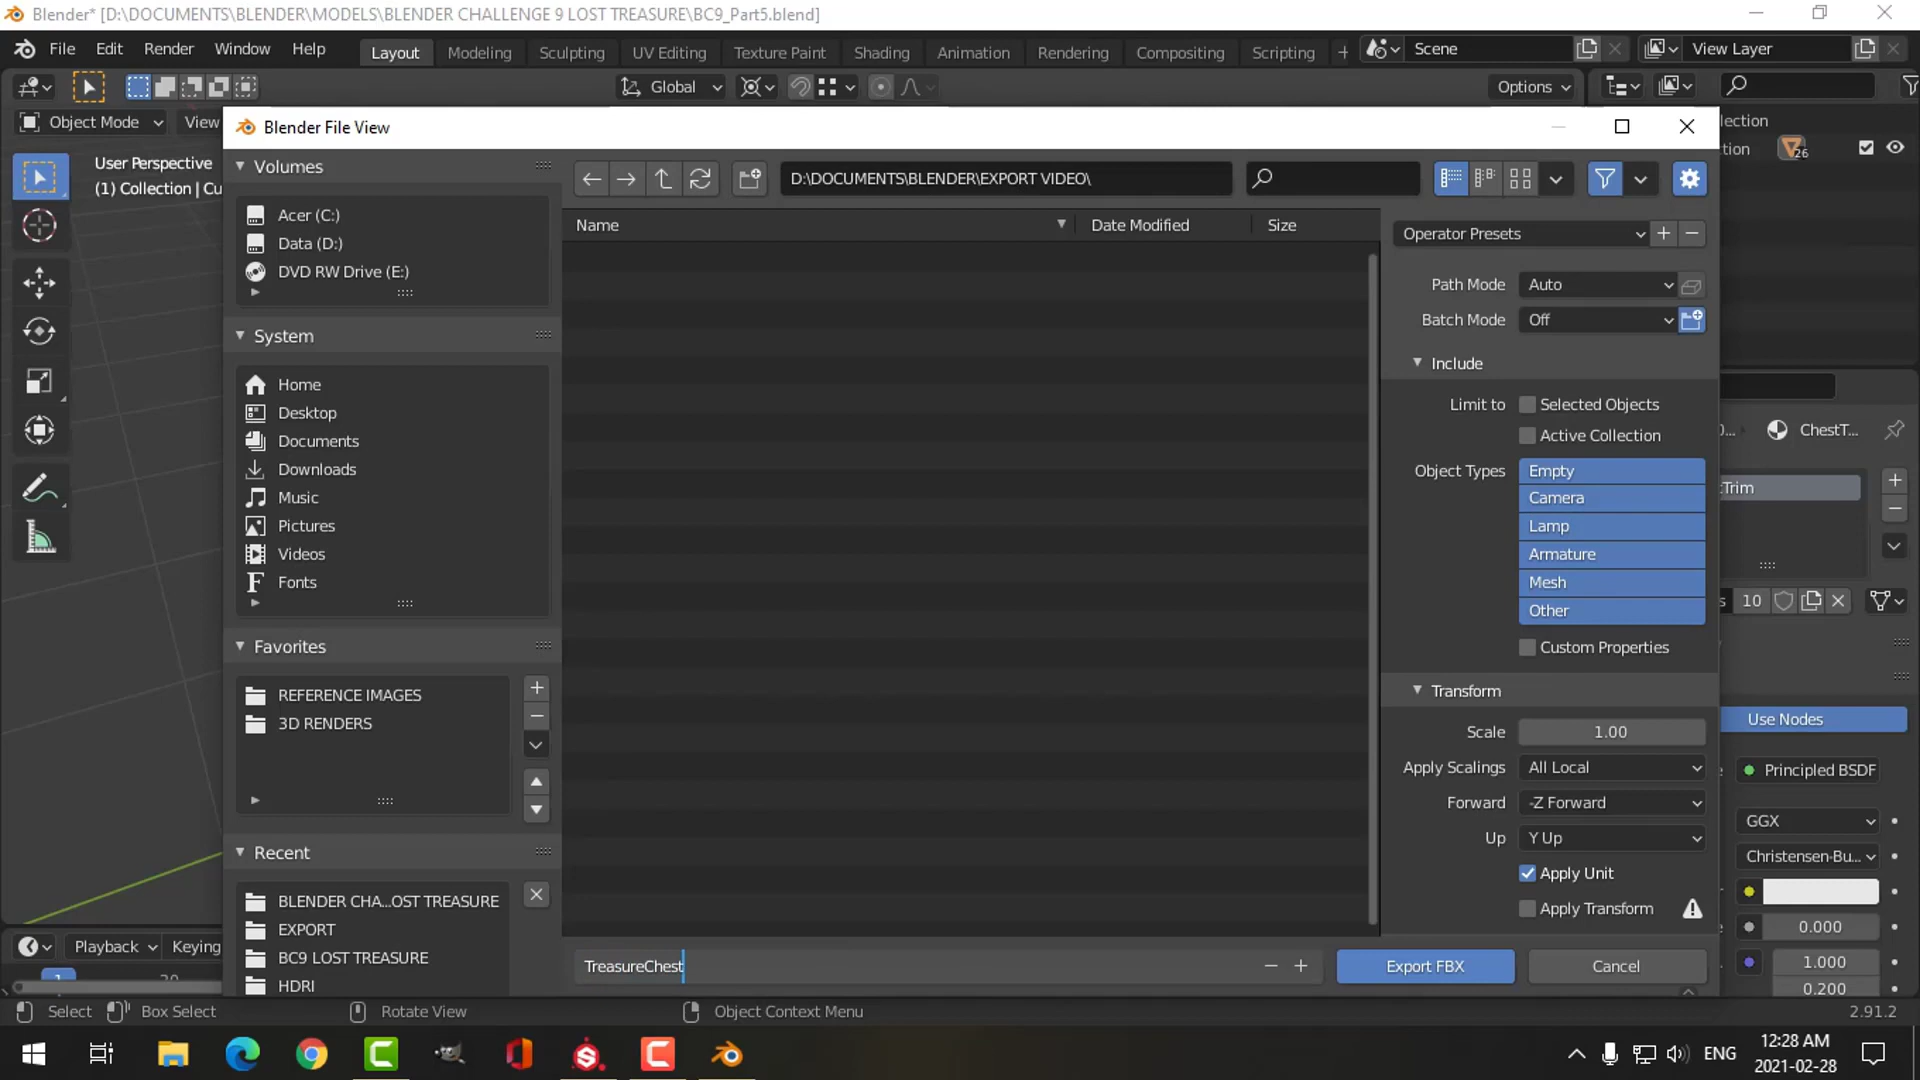 Blender* [D:\DOCUMENTS\BLENDER\MODELS\BLENDER CHALLENGE 9 LOST TREASURE\BC9_Part5.blend]
File Edit Render Window Help Layout Modeling Sculpting UV Editing Texture Paint Shading Animation Rendering Compositing Scripting + Scene View Layer
Global Options
Object Mode View
Blender File View
lection
User Perspective
(1) Collection | Cu
tion 26
Volumes
D:\DOCUMENTS\BLENDER\EXPORT VIDEO\
Acer (C:)
Data (D:)
DVD RW Drive (E:)
Name Date Modified Size
Operator Presets
Path Mode Auto
Batch Mode Off
System
Home
Desktop
Documents
Downloads
Music
Pictures
Videos
Fonts
Include
Limit to Selected Objects
Active Collection
Object Types Empty
Camera
Lamp
Armature
Mesh
Other
Custom Properties
0... ChestT...
Trim
s 10
Favorites
REFERENCE IMAGES
3D RENDERS
Transform
Scale 1.00
Apply Scalings All Local
Forward -Z Forward
Up Y Up
Apply Unit
Apply Transform
Use Nodes
Principled BSDF
GGX
Christensen-Bu...
0.000
1.000
0.200
Recent
BLENDER CHA...OST TREASURE
EXPORT
BC9 LOST TREASURE
HDRI
TreasureChest
Export FBX Cancel
Playback Keying
1 20
Select Box Select Rotate View Object Context Menu 2.91.2
ENG 12:28 AM
2021-02-28